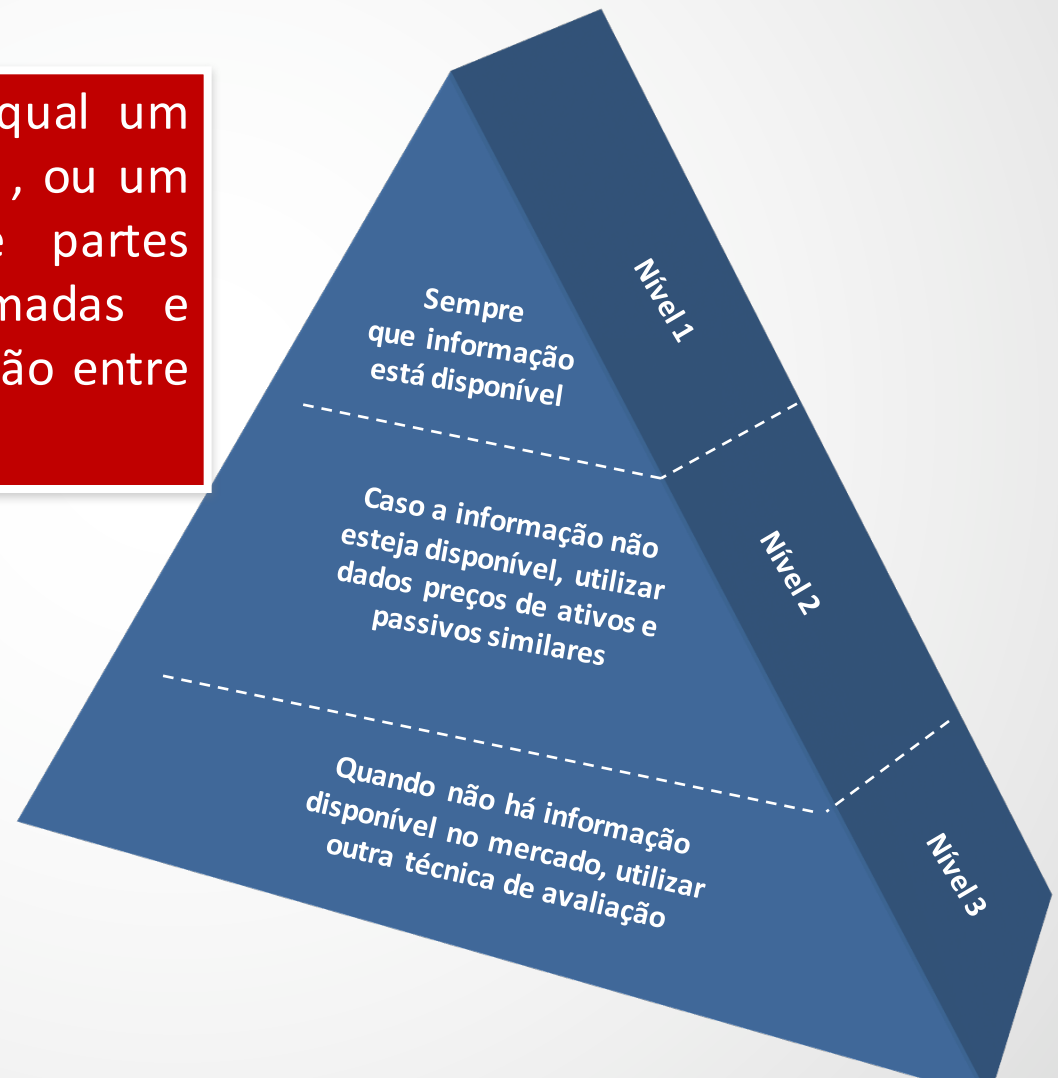 qual um
, ou um
partes
ão entre
Sempre
que informação
está disponível
Nível 1
Caso a informação não
esteja disponível, utilizar
dados preços de ativos e
passivos similares
Nível 2
Quando não há informação
disponível no mercado, utilizar
outra técnica de avaliação
Nível 3